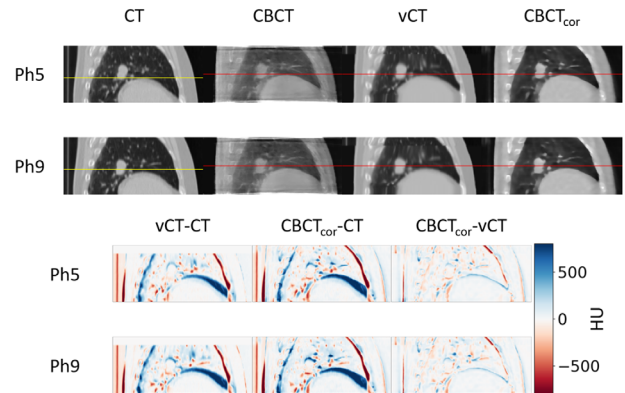 CT CBCT vCT CBCTcor
Ph5
Ph9
vCT-CT CBCTcor-CT CBCTcor-vCT
Ph5
500
0
HU
Ph9
−500